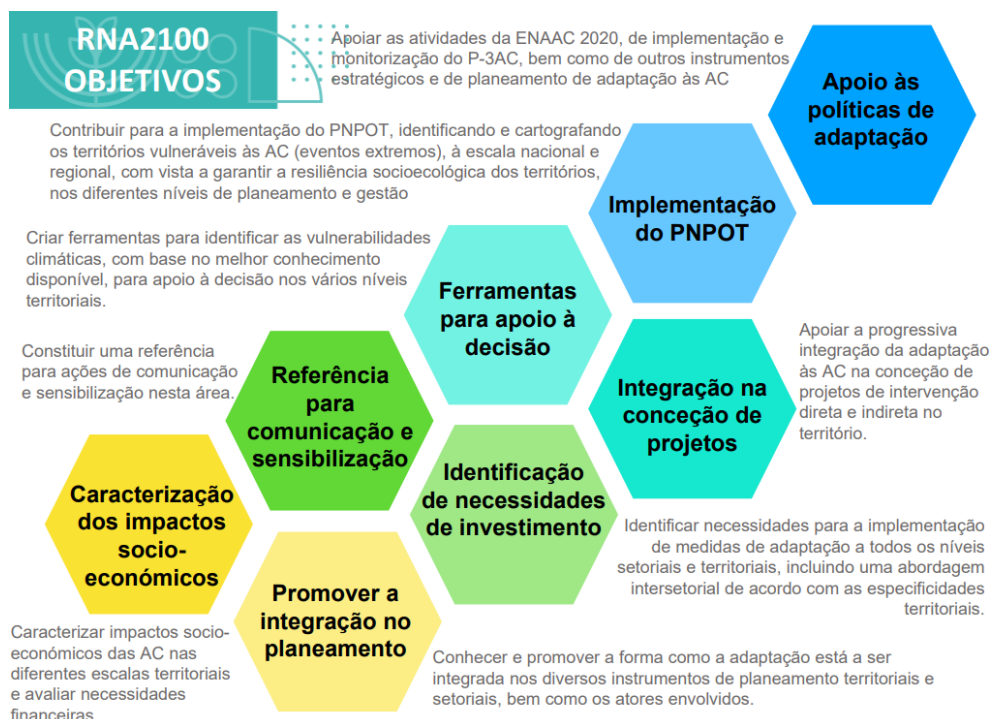 RNA2100
OBJETIVOS
Apoiar as atividades da ENAAC 2020, de implementação e
monitorização do P-3AC, bem como de outros instrumentos
estratégicos e de planeamento de adaptação às AC
Apoio às
políticas de
adaptação
Contribuir para a implementação do PNPOT, identificando e cartografando
os territórios vulneráveis às AC (eventos extremos), à escala nacional e
regional, com vista a garantir a resiliência socioecológica dos territórios,
nos diferentes níveis de planeamento e gestão
Implementação
do PNPOT
Criar ferramentas para identificar as vulnerabilidades
climáticas, com base no melhor conhecimento
disponível, para apoio à decisão nos vários níveis
territoriais.
Ferramentas
para apoio à
decisão
Constituir uma referência
para ações de comunicação
e sensibilização nesta área.
Referência
para
comunicação e
sensibilização
Integração na
conceção de
projetos
Apoiar a progressiva
integração da adaptação
às AC na conceção de
projetos de intervenção
direta e indireta no
território.
Caracterização
dos impactos
socio-
económicos
Identificação
de necessidades
de investimento
Identificar necessidades para a implementação
de medidas de adaptação a todos os níveis
setoriais e territoriais, incluindo uma abordagem
intersetorial de acordo com as especificidades
territoriais.
Promover a
integração no
planeamento
Caracterizar impactos socio-
económicos das AC nas
diferentes escalas territoriais
e avaliar necessidades
financeiras
Conhecer e promover a forma como a adaptação está a ser
integrada nos diversos instrumentos de planeamento territoriais e
setoriais, bem como os atores envolvidos.